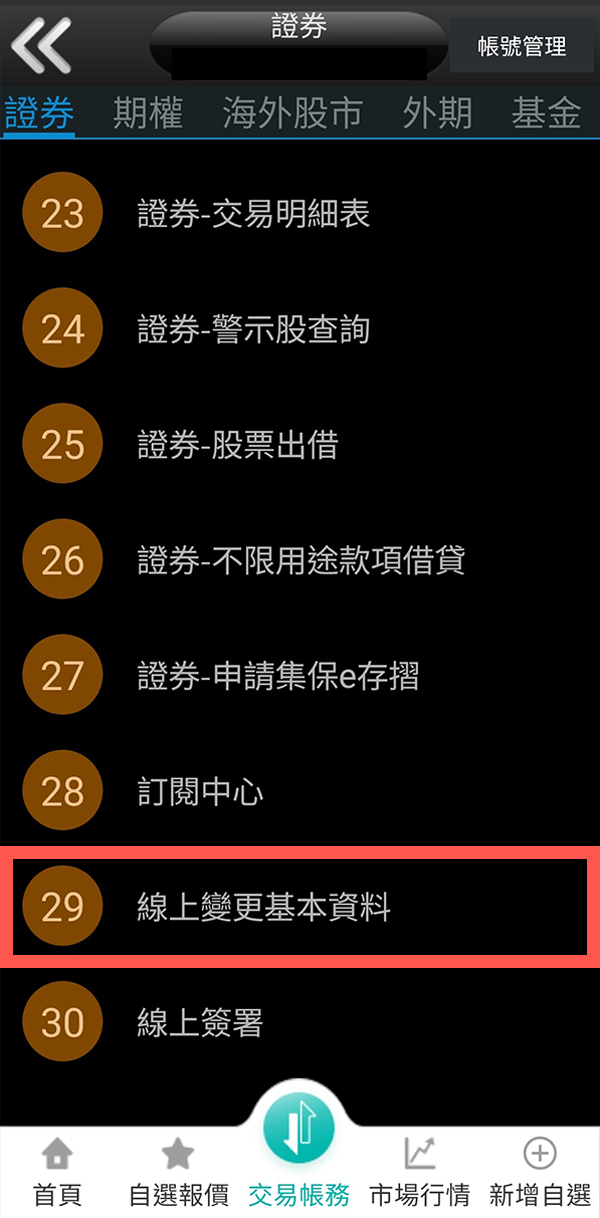 證券
帳號管理
證券 期權 海外股市 外期 基金
23 證券-交易明細表
24 證券-警示股查詢
25 證券-股票出借
26 證券-不限用途款項借貸
27 證券-申請集保e存摺
28 訂閱中心
29 線上變更基本資料
30 線上簽署
首頁 自選報價 交易帳務 市場行情 新增自選